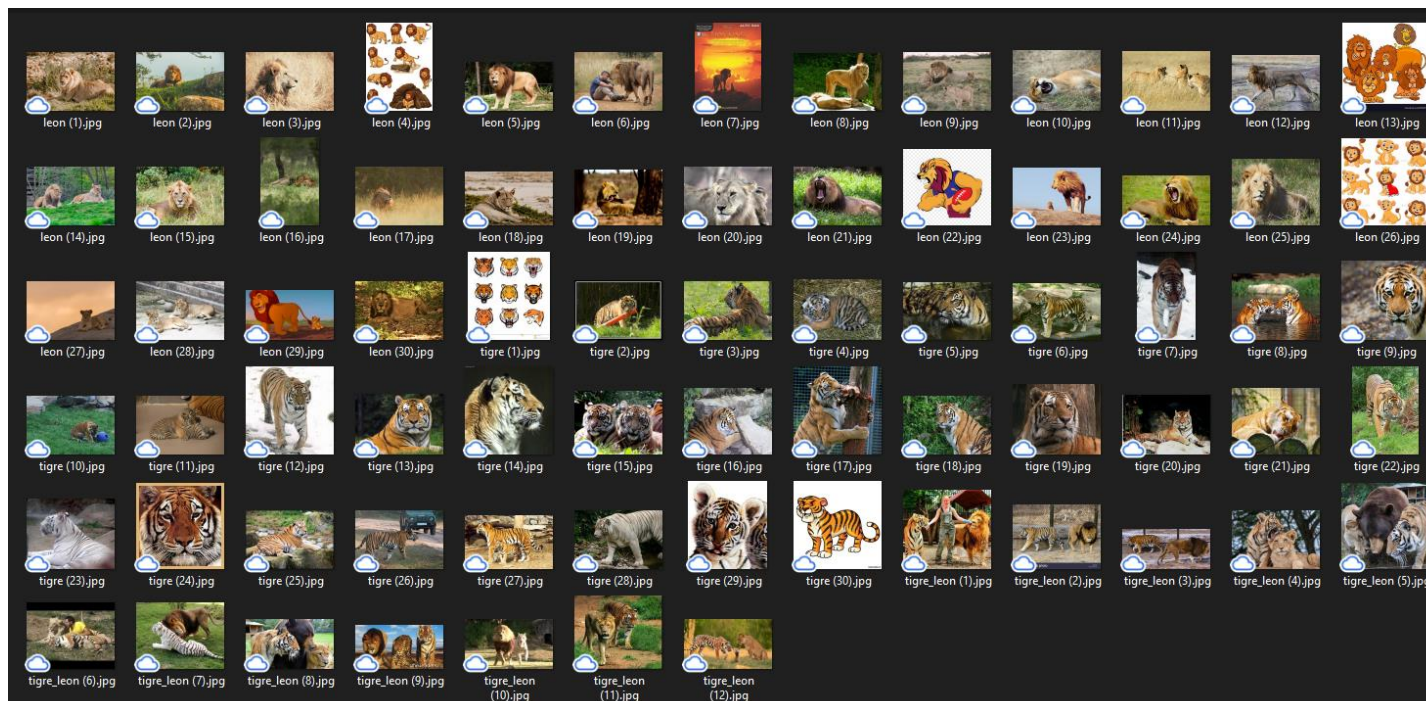 leon (1).jpg leon (2).jpg leon (3).jpg leon (4).jpg leon (5).jpg leon (6).jpg leon (7).jpg leon (8).jpg leon (9).jpg leon (10).jpg leon (11).jpg leon (12).jpg leon (13).jpg
leon (14).jpg leon (15).jpg leon (16).jpg leon (17).jpg leon (18).jpg leon (19).jpg leon (20).jpg leon (21).jpg leon (22).jpg leon (23).jpg leon (24).jpg leon (25).jpg leon (26).jpg
leon (27).jpg leon (28).jpg leon (29).jpg leon (30).jpg tigre (1).jpg tigre (2).jpg tigre (3).jpg tigre (4).jpg tigre (5).jpg tigre (6).jpg tigre (7).jpg tigre (8).jpg tigre (9).jpg
tigre (10).jpg tigre (11).jpg tigre (12).jpg tigre (13).jpg tigre (14).jpg tigre (15).jpg tigre (16).jpg tigre (17).jpg tigre (18).jpg tigre (19).jpg tigre (20).jpg tigre (21).jpg tigre (22).jpg
tigre (23).jpg tigre (24).jpg tigre (25).jpg tigre (26).jpg tigre (27).jpg tigre (28).jpg tigre (29).jpg tigre (30).jpg tigre_leon (1).jpg tigre_leon (2).jpg tigre_leon (3).jpg tigre_leon (4).jpg tigre_leon (5).jpg
tigre_leon (6).jpg tigre_leon (7).jpg tigre_leon (8).jpg tigre_leon (9).jpg tigre_leon tigre_leon tigre_leon
(10).jpg (11).jpg (12).jpg